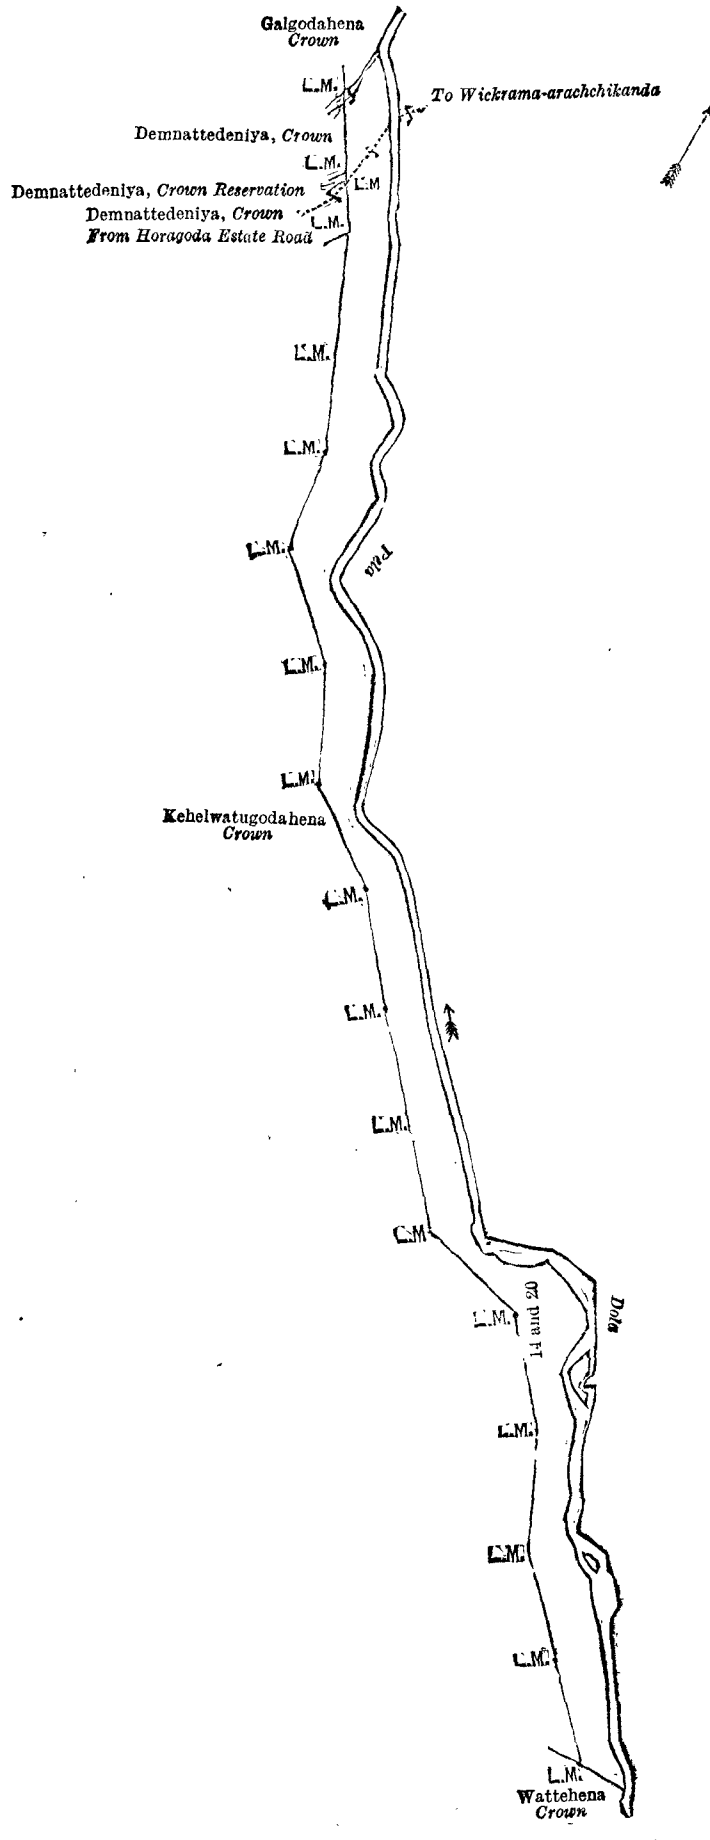 Galgodahena
Crown
L.M.
To Wickrama-arachchikanda
Demnattedeniya, Crown
L.M.
L.M
Demnattedeniya, Crown Reservation
Demnattedeniya, Crown
L.M.
From Horagoda Estate Road
L.M.
L.M.
L.M.
Pela
L.M.
L.M.
Kehelwatugodahena
Crown
L.M.
L.M.
L.M.
L.M
14 and 20
Dola
L.M.
L.M.
L.M.
L.M.
L.M.
Wattehena
Crown